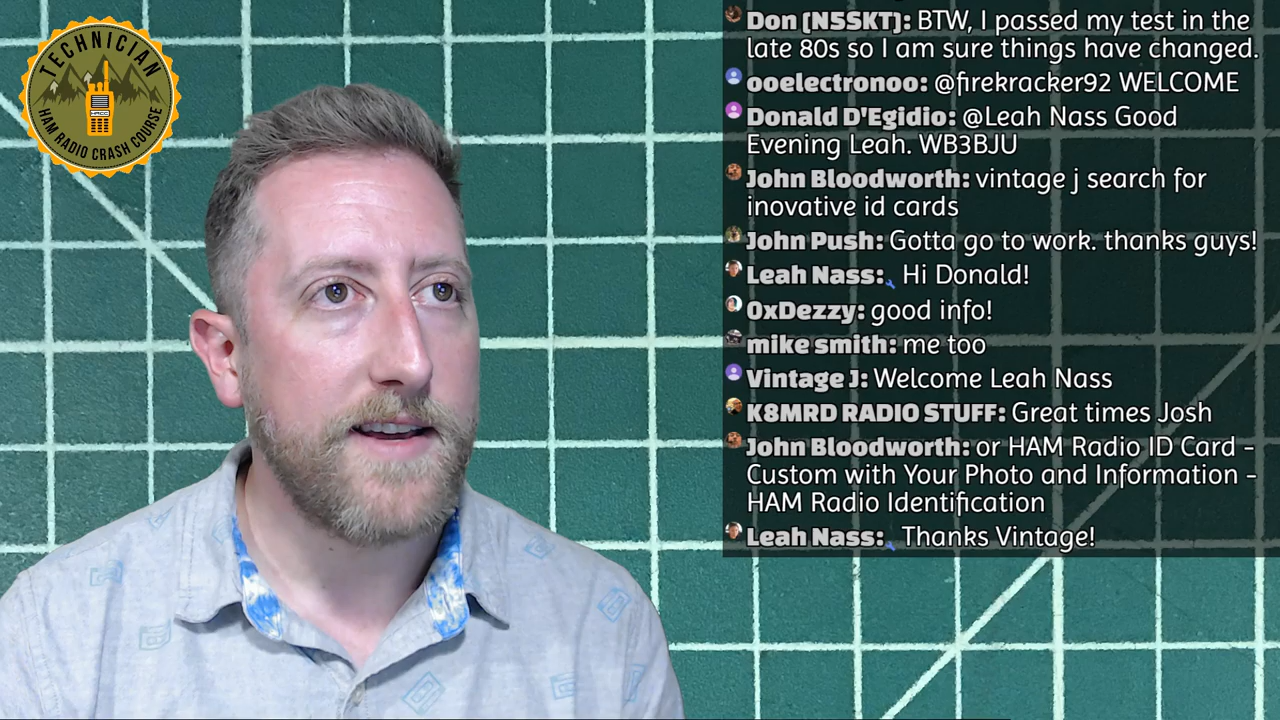 TECHNICIAN
HAM RADIO CRASH COURSE
Don (N5SKT): BTW, I passed my test in the
late 80s so I am sure things have changed.
ooelectronoo: @firekracker92 WELCOME
Donald D'Egidio: @Leah Nass Good
Evening Leah. WB3BJU
John Bloodworth: vintage j search for
inovative id cards
John Push: Gotta go to work. thanks guys!
Leah Nass: Hi Donald!
0xDezzy: good info!
mike smith: me too
Vintage J: Welcome Leah Nass
K8MRD RADIO STUFF: Great times Josh
John Bloodworth: or HAM Radio ID Card -
Custom with Your Photo and Information -
HAM Radio Identification
Leah Nass: Thanks Vintage!